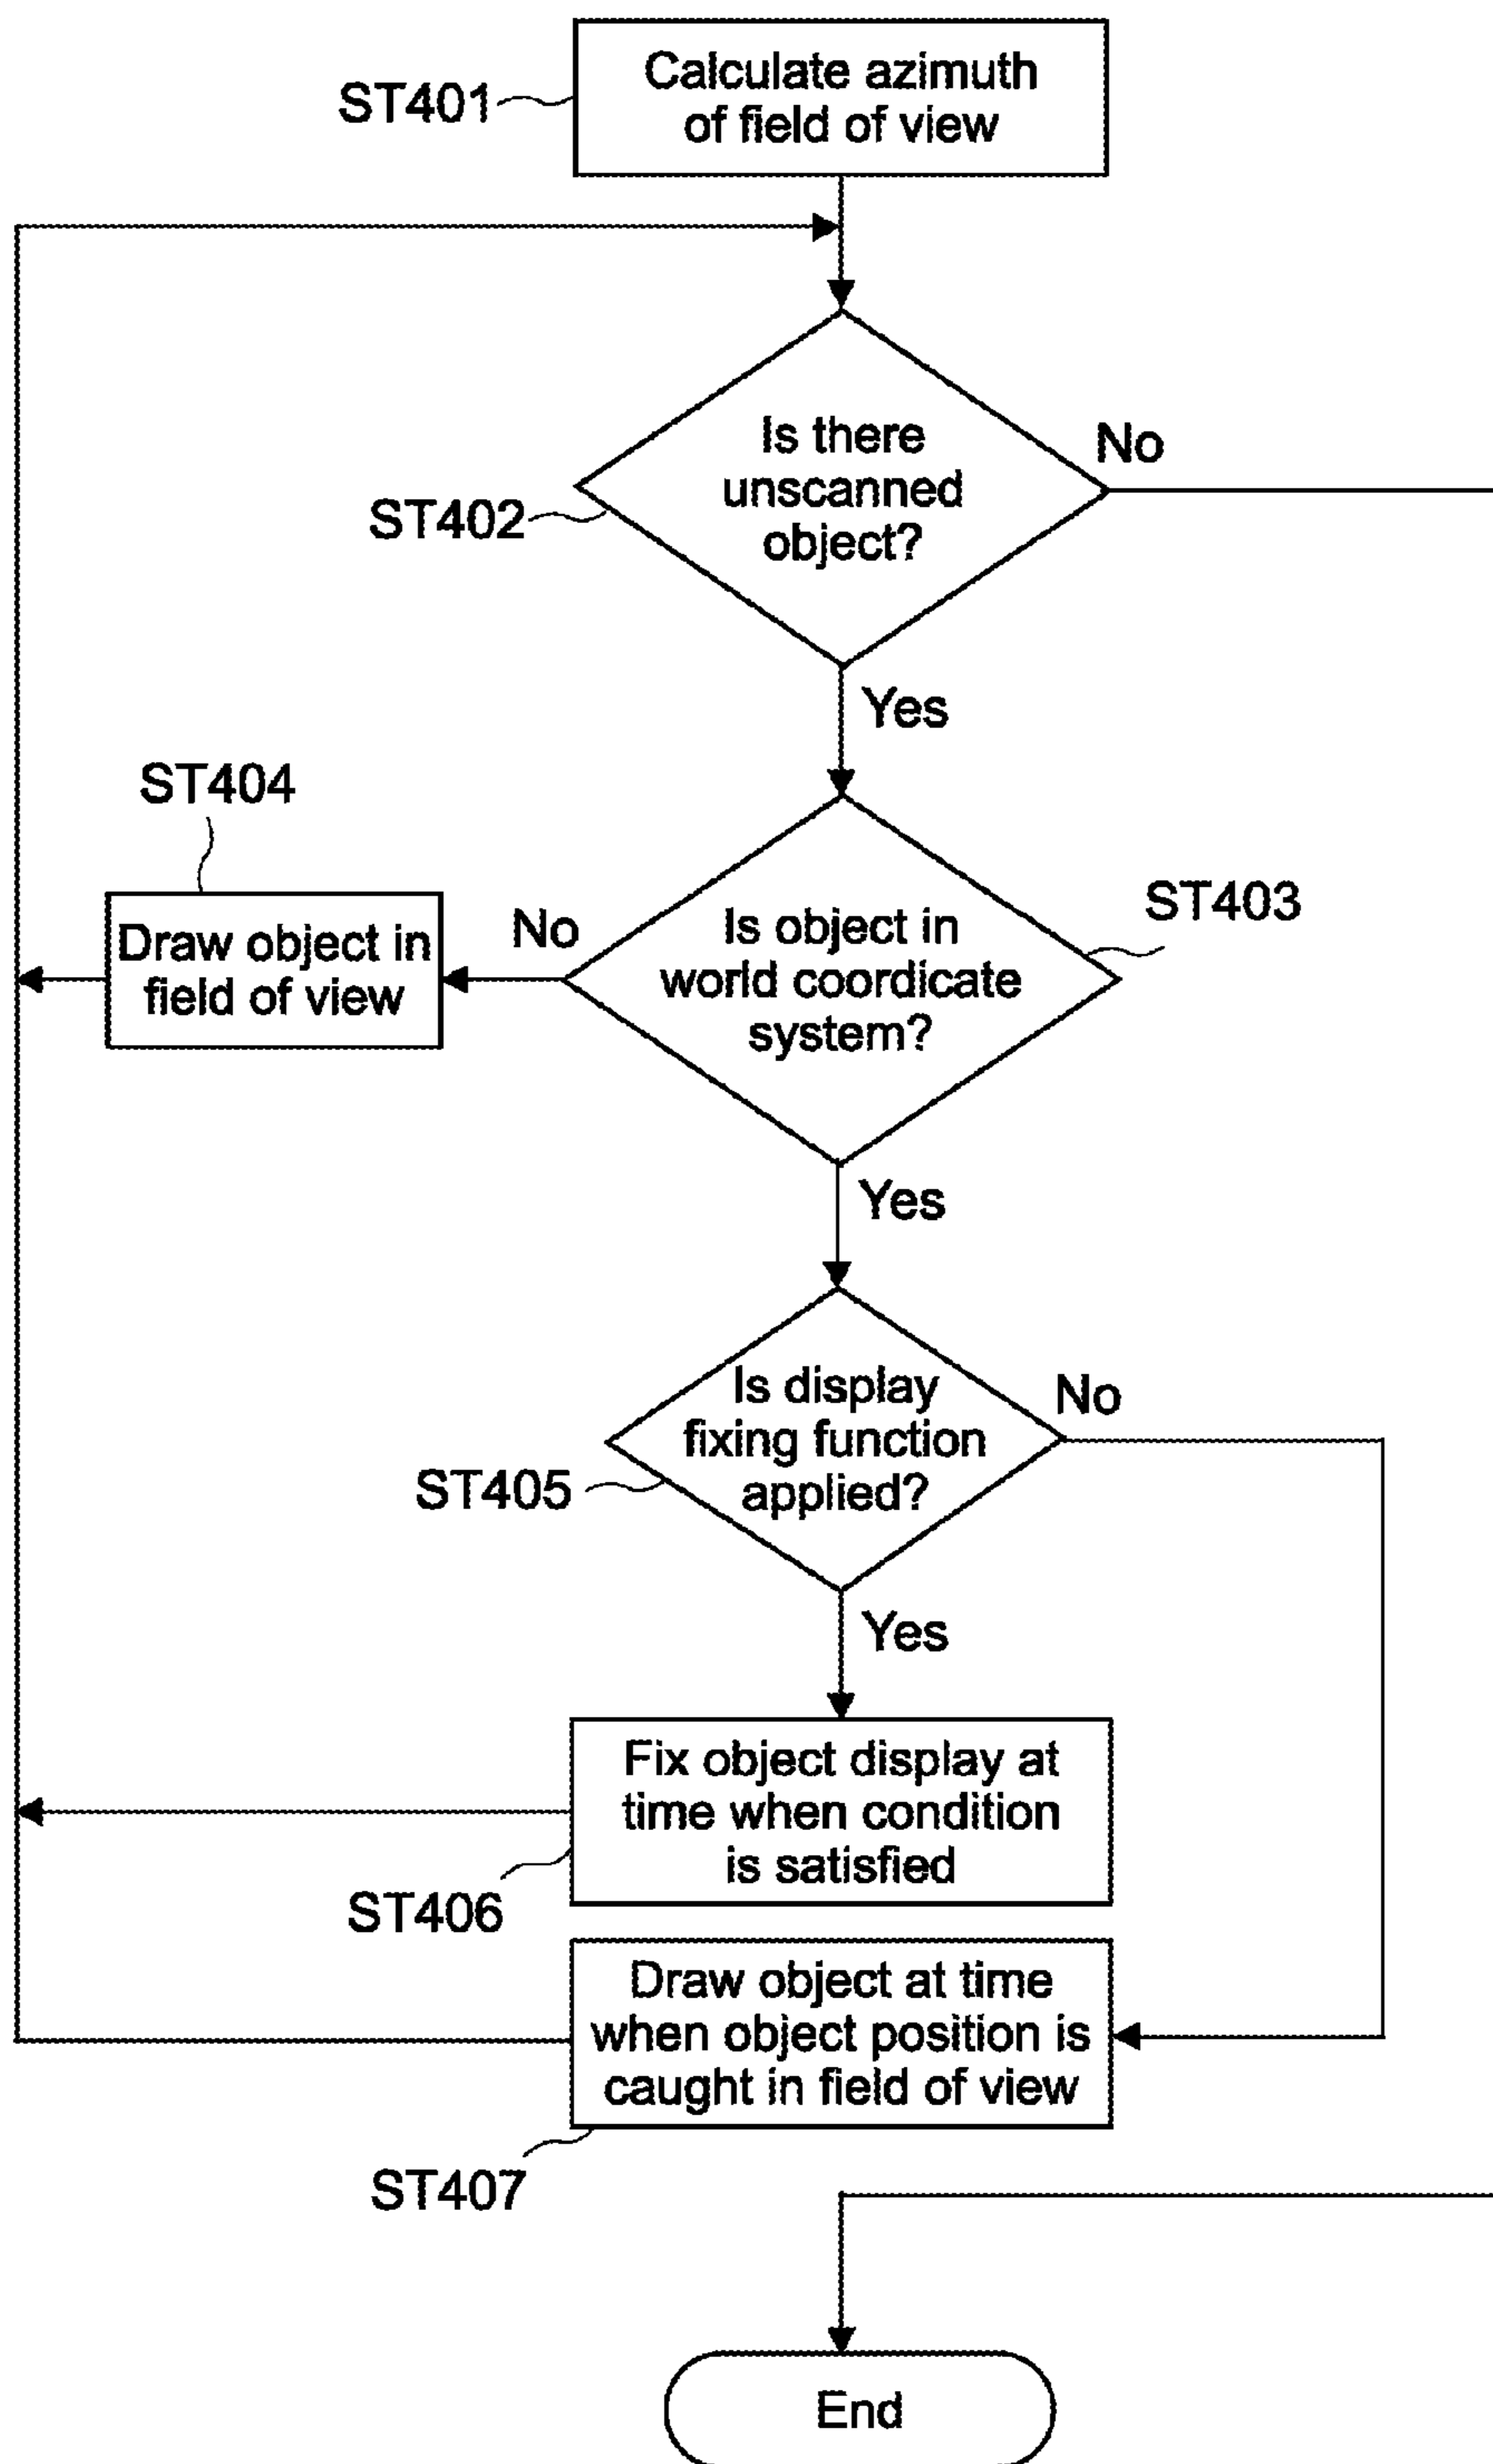 Calculate azimuth
of field of view
ST401
Is there
unscanned
object?
No
ST402
Yes
ST404
Draw object in
field of view
No
Is object in
world coordicate
system?
ST403
Yes
Is display
fixing function
applied?
No
ST405
Yes
Fix object display at
time when condition
is satisfied
ST406
Draw object at time
when object position is
caught in field of view
ST407
End